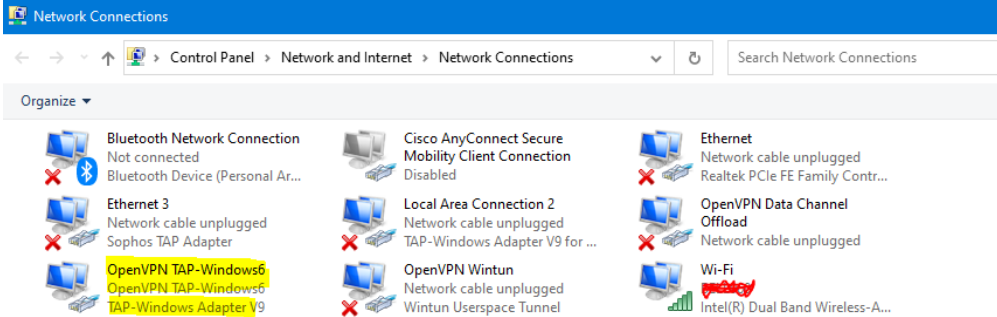 Network Connections
Control Panel > Network and Internet > Network Connections
Search Network Connections
Organize
Bluetooth Network Connection
Not connected
Bluetooth Device (Personal Ar...
Cisco AnyConnect Secure
Mobility Client Connection
Disabled
Ethernet
Network cable unplugged
Realtek PCIe FE Family Contr...
Ethernet 3
Network cable unplugged
Sophos TAP Adapter
Local Area Connection 2
Network cable unplugged
TAP-Windows Adapter V9 for ...
OpenVPN Data Channel
Offload
Network cable unplugged
OpenVPN TAP-Windows6
OpenVPN TAP-Windows6
TAP-Windows Adapter V9
OpenVPN Wintun
Network cable unplugged
Wintun Userspace Tunnel
Wi-Fi
Intel(R) Dual Band Wireless-A...